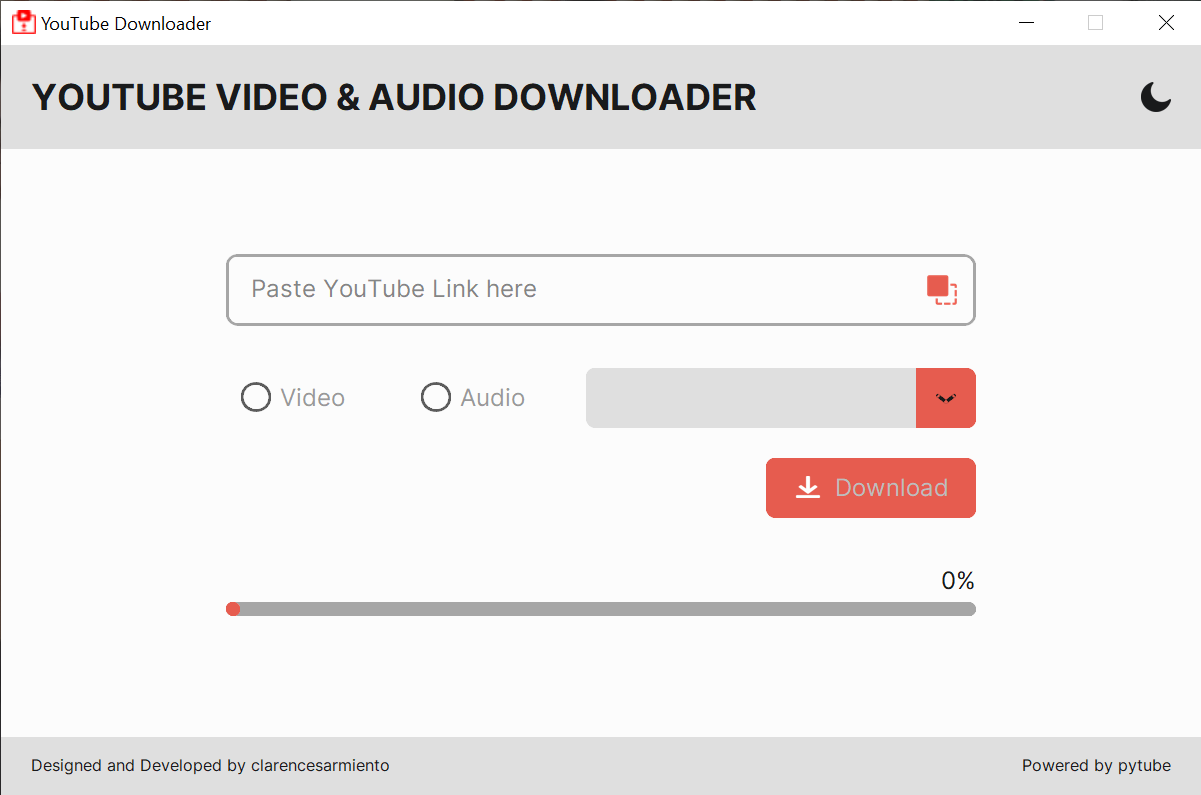 YouTube Downloader
YOUTUBE VIDEO & AUDIO DOWNLOADER
Paste YouTube Link here
Video
Audio
Download
0%
Designed and Developed by clarencesarmiento
Powered by pytube